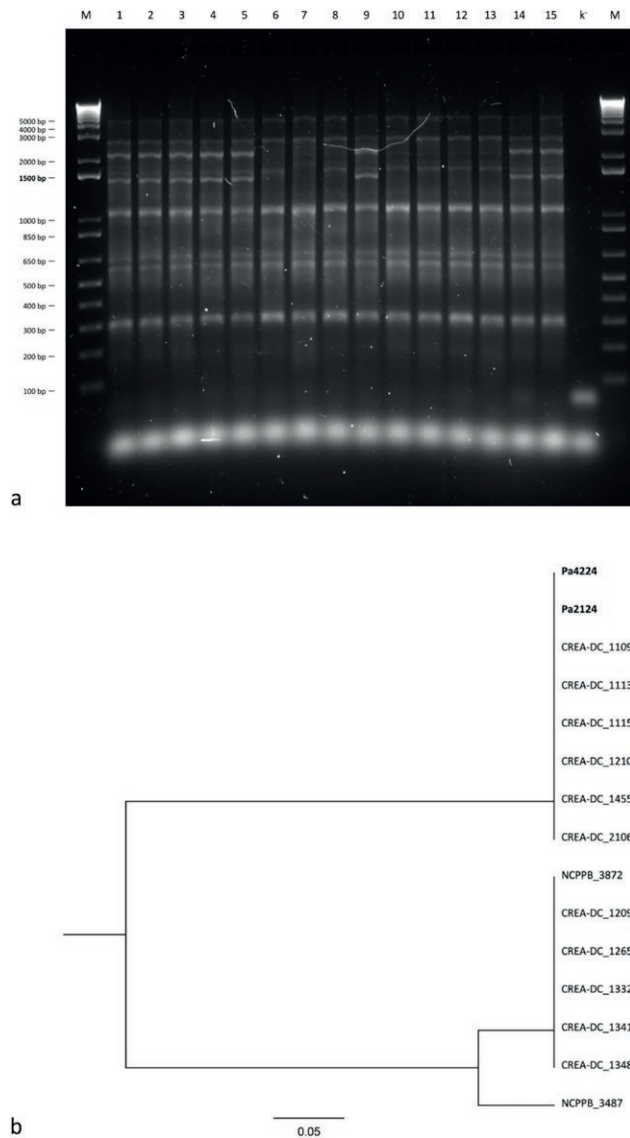 M 1 2 3 4 5 6 7 8 9 10 11 12 13 14 15 k- M
5000 bp
4000 bp
3000 bp
2000 bp
1500 bp
1000 bp
850 bp
650 bp
500 bp
400 bp
300 bp
200 bp
100 bp
a
Pa4224
Pa2124
CREA-DC_1109
CREA-DC_1113
CREA-DC_1115
CREA-DC_1210
CREA-DC_1455
CREA-DC_2106
NCPPB_3872
CREA-DC_1209
CREA-DC_1265
CREA-DC_1332
CREA-DC_1341
CREA-DC_1348
NCPPB_3487
b
0.05